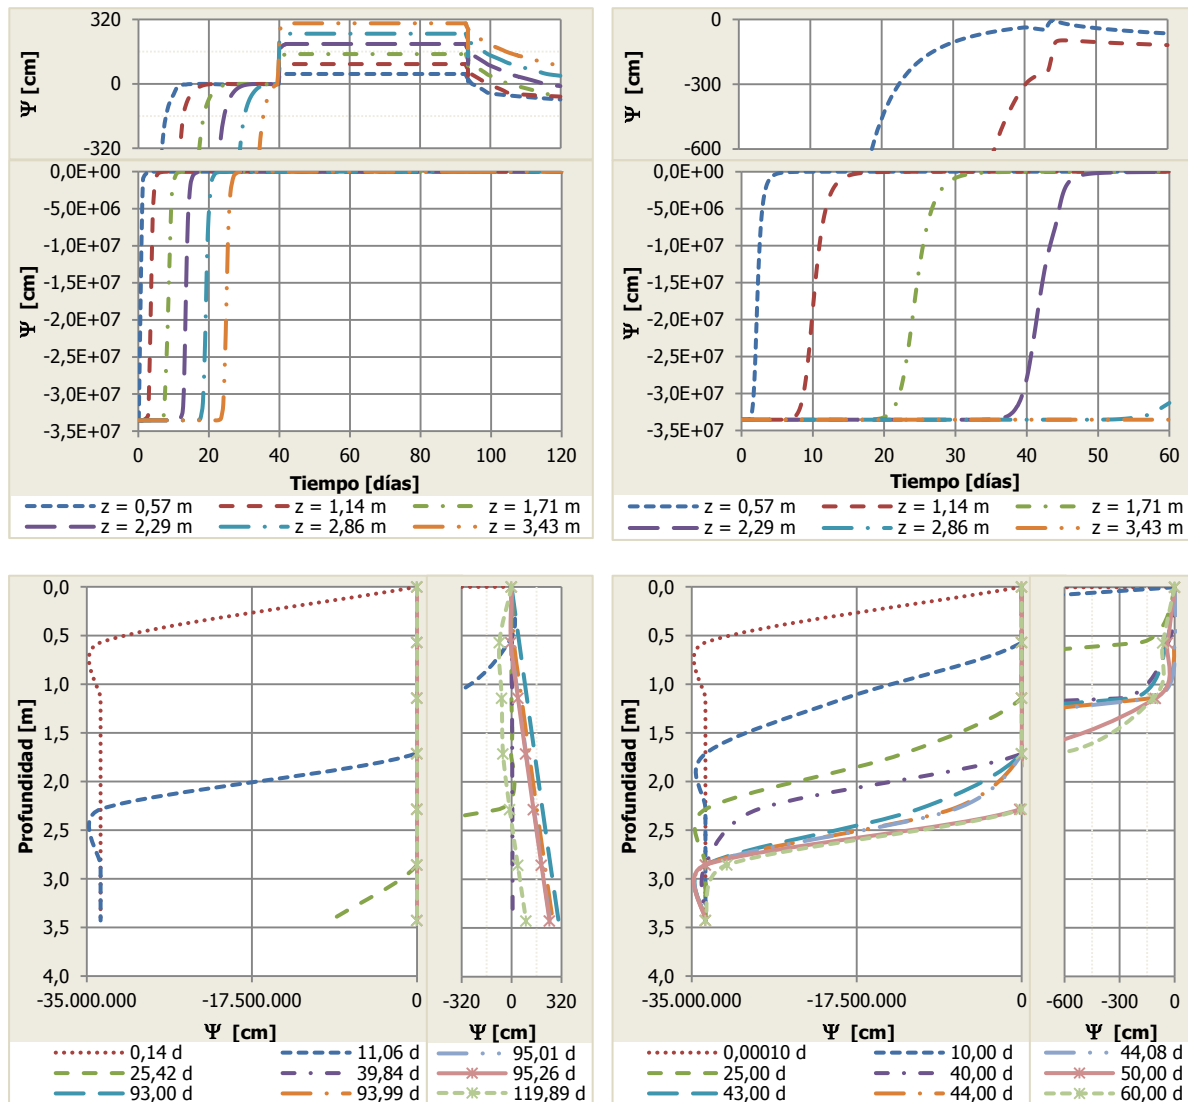 320
0
-320
Ψ [cm]
0,0E+00
-5,0E+06
-1,0E+07
-1,5E+07
-2,0E+07
-2,5E+07
-3,0E+07
-3,5E+07
Ψ [cm]
0 20 40 60 80 100 120
Tiempo [días]
z = 0,57 m z = 1,14 m z = 1,71 m
z = 2,29 m z = 2,86 m z = 3,43 m
0
-300
-600
Ψ [cm]
0,0E+00
-5,0E+06
-1,0E+07
-1,5E+07
-2,0E+07
-2,5E+07
-3,0E+07
-3,5E+07
Ψ [cm]
0 10 20 30 40 50 60
Tiempo [días]
z = 0,57 m z = 1,14 m z = 1,71 m
z = 2,29 m z = 2,86 m z = 3,43 m
0,0
0,5
1,0
1,5
2,0
2,5
3,0
3,5
4,0
Profundidad [m]
-35.000.000 -17.500.000 0
-320 0 320
Ψ [cm] Ψ [cm]
0,14 d 11,06 d 95,01 d
25,42 d 39,84 d 95,26 d
93,00 d 93,99 d 119,89 d
0,0
0,5
1,0
1,5
2,0
2,5
3,0
3,5
4,0
Profundidad [m]
-35.000.000 -17.500.000 0
-600 -300 0
Ψ [cm] Ψ [cm]
0,00010 d 10,00 d 44,08 d
25,00 d 40,00 d 50,00 d
43,00 d 44,00 d 60,00 d